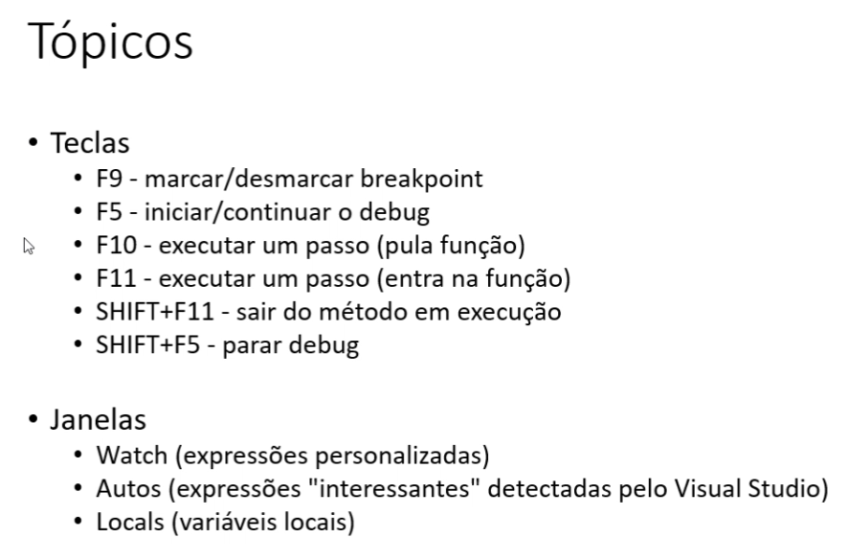 Tópicos
• Teclas
• F9 - marcar/desmarcar breakpoint
• F5 - iniciar/continuar o debug
• F10 - executar um passo (pula função)
• F11 - executar um passo (entra na função)
• SHIFT+F11 - sair do método em execução
• SHIFT+F5 - parar debug
• Janelas
• Watch (expressões personalizadas)
• Autos (expressões "interessantes" detectadas pelo Visual Studio)
• Locals (variáveis locais)